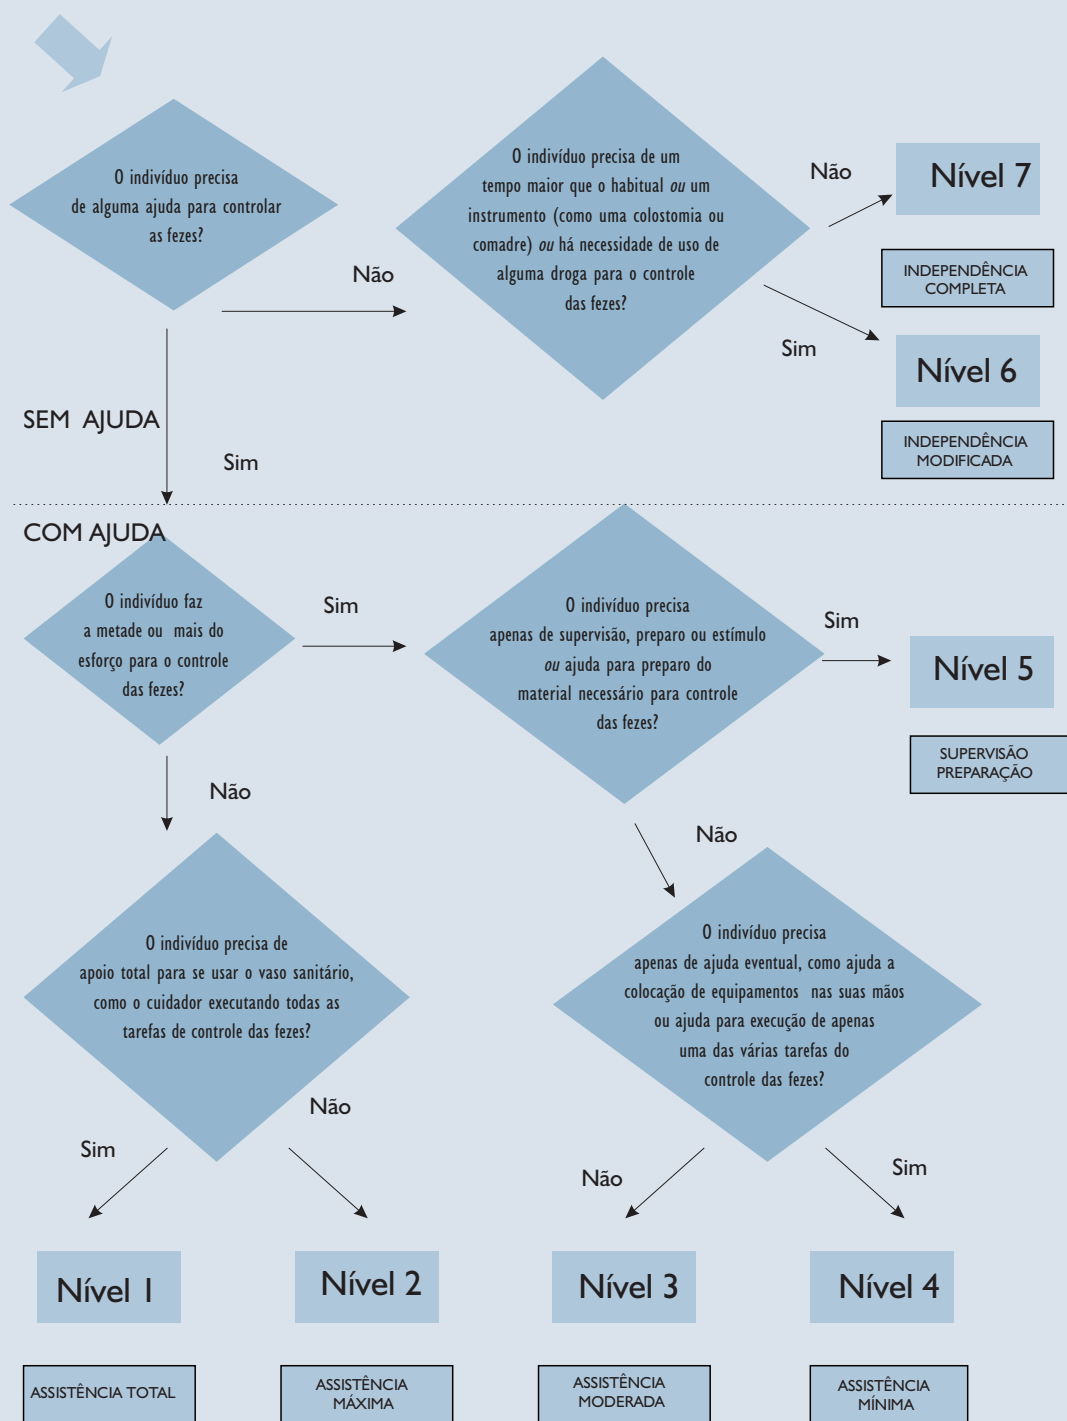 O indivíduo precisa
de alguma ajuda para controlar
as fezes?
Não
O indivíduo precisa de um
tempo maior que o habitual ou um
instrumento (como uma colostomia ou
comadre) ou há necessidade de uso de
alguma droga para o controle
das fezes?
Não
Nível 7
INDEPENDÊNCIA
COMPLETA
Sim
Nível 6
INDEPENDÊNCIA
MODIFICADA
SEM AJUDA
Sim
COM AJUDA
O indivíduo faz
a metade ou mais do
esforço para o controle
das fezes?
Sim
O indivíduo precisa
apenas de supervisão, preparo ou estímulo
ou ajuda para preparo do
material necessário para controle
das fezes?
Sim
Nível 5
SUPERVISÃO
PREPARAÇÃO
Não
Não
O indivíduo precisa de
apoio total para se usar o vaso sanitário,
como o cuidador executando todas as
tarefas de controle das fezes?
O indivíduo precisa
apenas de ajuda eventual, como ajuda a
colocação de equipamentos nas suas mãos
ou ajuda para execução de apenas
uma das várias tarefas do
controle das fezes?
Sim
Não
Não
Sim
Nível 1
Nível 2
Nível 3
Nível 4
ASSISTÊNCIA TOTAL
ASSISTÊNCIA
MÁXIMA
ASSISTÊNCIA
MODERADA
ASSISTÊNCIA
MÍNIMA